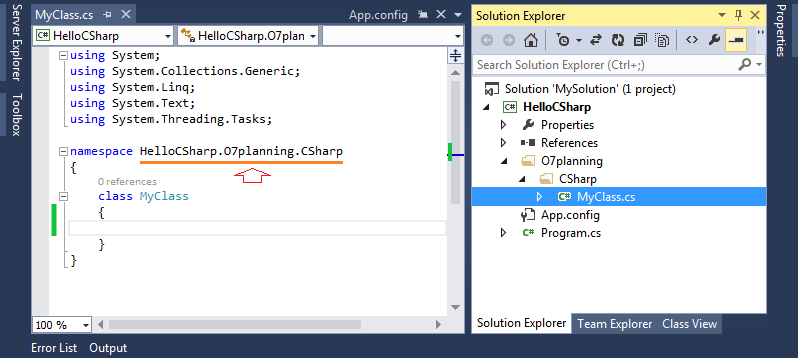 Server Explorer
Toolbox
MyClass.cs
App.config
HelloCSharp
HelloCSharp.O7plan
using System;
using System.Collections.Generic;
using System.Linq;
using System.Text;
using System.Threading.Tasks;
namespace HelloCSharp.O7planning.CSharp
{
0 references
class MyClass
{
}
}
100 %
Error List Output
Solution Explorer
Search Solution Explorer (Ctrl+;)
Solution 'MySolution' (1 project)
C# HelloCSharp
Properties
References
O7planning
CSharp
C# MyClass.cs
App.config
C# Program.cs
Solution Explorer Team Explorer Class View
Properties